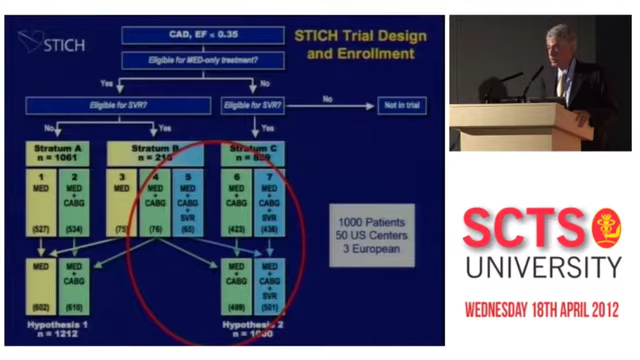 STICH
CAD, EF ≤ 0.35
STICH Trial Design
and Enrollment
Eligible for MED-only treatment?
Yes
No
Eligible for SVR?
Eligible for SVR?
No
Not in trial
No
Yes
Yes
Stratum A
n = 1061
Stratum B
Stratum C
1
MED
(527)
2
MED
+
CABG
(534)
3
MED
(75)
4
MED
+
CABG
(76)
5
MED
+
CABG
+
SVR
(65)
6
MED
+
CABG
(423)
7
MED
+
CABG
+
SVR
(436)
1000 Patients
50 US Centers
3 European
MED
(602)
MED
+
CABG
(610)
MED
+
CABG
(499)
MED
+
CABG
+
SVR
(501)
Hypothesis 1
n = 1212
Hypothesis 2
SCTS
UNIVERSITY
WEDNESDAY 18TH APRIL 2012